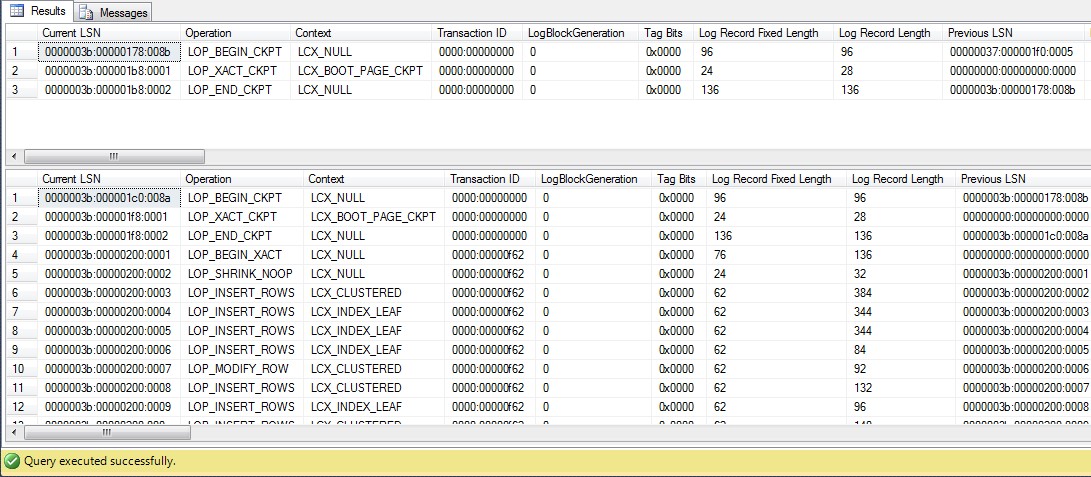 Results Messages
Current LSN Operation Context Transaction ID LogBlockGeneration Tag Bits Log Record Fixed Length Log Record Length Previous LSN
1 0000003b:00000178:008b LOP_BEGIN_CKPT LCX_NULL 0000:00000000 0 0x0000 96 96 00000037:000001f0:0005
2 0000003b:000001b8:0001 LOP_XACT_CKPT LCX_BOOT_PAGE_CKPT 0000:00000000 0 0x0000 24 28 00000000:00000000:0000
3 0000003b:000001b8:0002 LOP_END_CKPT LCX_NULL 0000:00000000 0 0x0000 136 136 0000003b:00000178:008b
Current LSN Operation Context Transaction ID LogBlockGeneration Tag Bits Log Record Fixed Length Log Record Length Previous LSN
1 0000003b:000001c0:008a LOP_BEGIN_CKPT LCX_NULL 0000:00000000 0 0x0000 96 96 0000003b:00000178:008b
2 0000003b:000001f8:0001 LOP_XACT_CKPT LCX_BOOT_PAGE_CKPT 0000:00000000 0 0x0000 24 28 00000000:00000000:0000
3 0000003b:000001f8:0002 LOP_END_CKPT LCX_NULL 0000:00000000 0 0x0000 136 136 0000003b:000001c0:008a
4 0000003b:00000200:0001 LOP_BEGIN_XACT LCX_NULL 0000:00000f62 0 0x0000 76 136 00000000:00000000:0000
5 0000003b:00000200:0002 LOP_SHRINK_NOOP LCX_NULL 0000:00000f62 0 0x0000 24 32 0000003b:00000200:0001
6 0000003b:00000200:0003 LOP_INSERT_ROWS LCX_CLUSTERED 0000:00000f62 0 0x0000 62 384 0000003b:00000200:0002
7 0000003b:00000200:0004 LOP_INSERT_ROWS LCX_INDEX_LEAF 0000:00000f62 0 0x0000 62 344 0000003b:00000200:0003
8 0000003b:00000200:0005 LOP_INSERT_ROWS LCX_INDEX_LEAF 0000:00000f62 0 0x0000 62 344 0000003b:00000200:0004
9 0000003b:00000200:0006 LOP_INSERT_ROWS LCX_INDEX_LEAF 0000:00000f62 0 0x0000 62 84 0000003b:00000200:0005
10 0000003b:00000200:0007 LOP_MODIFY_ROW LCX_CLUSTERED 0000:00000f62 0 0x0000 62 92 0000003b:00000200:0006
11 0000003b:00000200:0008 LOP_INSERT_ROWS LCX_CLUSTERED 0000:00000f62 0 0x0000 62 132 0000003b:00000200:0007
12 0000003b:00000200:0009 LOP_INSERT_ROWS LCX_INDEX_LEAF 0000:00000f62 0 0x0000 62 96 0000003b:00000200:0008
Query executed successfully.